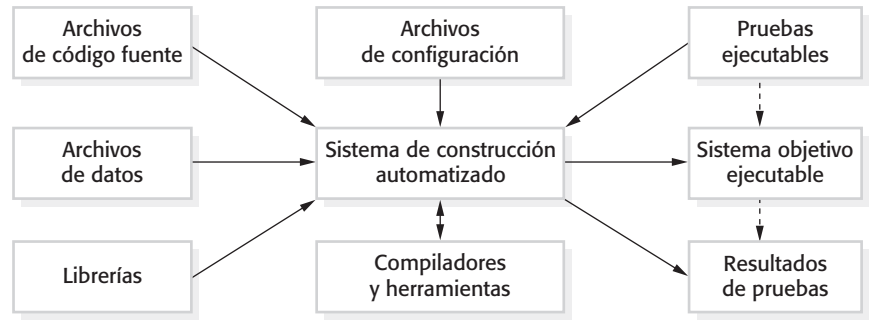 Archivos
de código fuente
Archivos
de configuración
Pruebas
ejecutables
Archivos
de datos
Sistema de construcción
automatizado
Sistema objetivo
ejecutable
Librerías
Compiladores
y herramientas
Resultados
de pruebas